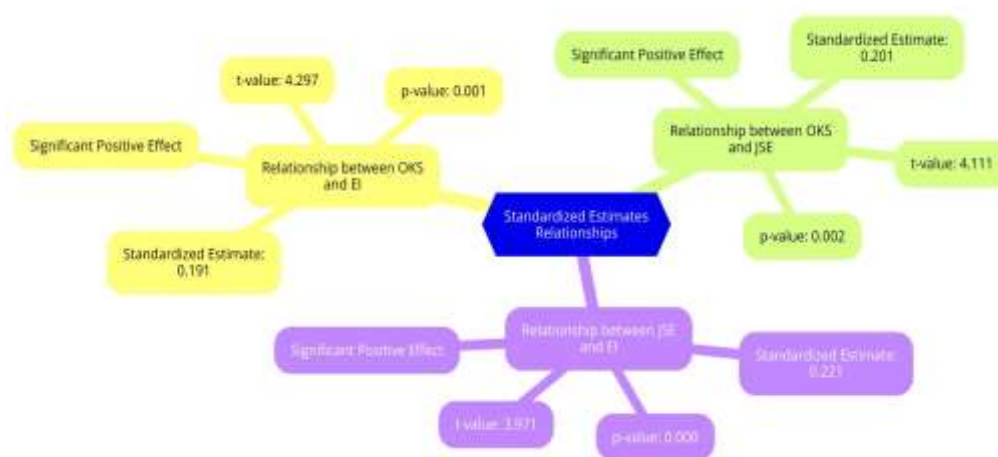 Standardized Estimates
Relationships
Relationship between OKS
and EI
t-value: 4.297
p-value: 0.001
Significant Positive Effect
Standardized Estimate:
0.191
Relationship between OKS
and JSE
Significant Positive Effect
Standardized Estimate:
0.201
t-value: 4.111
p-value: 0.002
Relationship between JSE
and EI
Significant Positive Effect
Standardized Estimate:
0.221
t-value: 3.971
p-value: 0.000